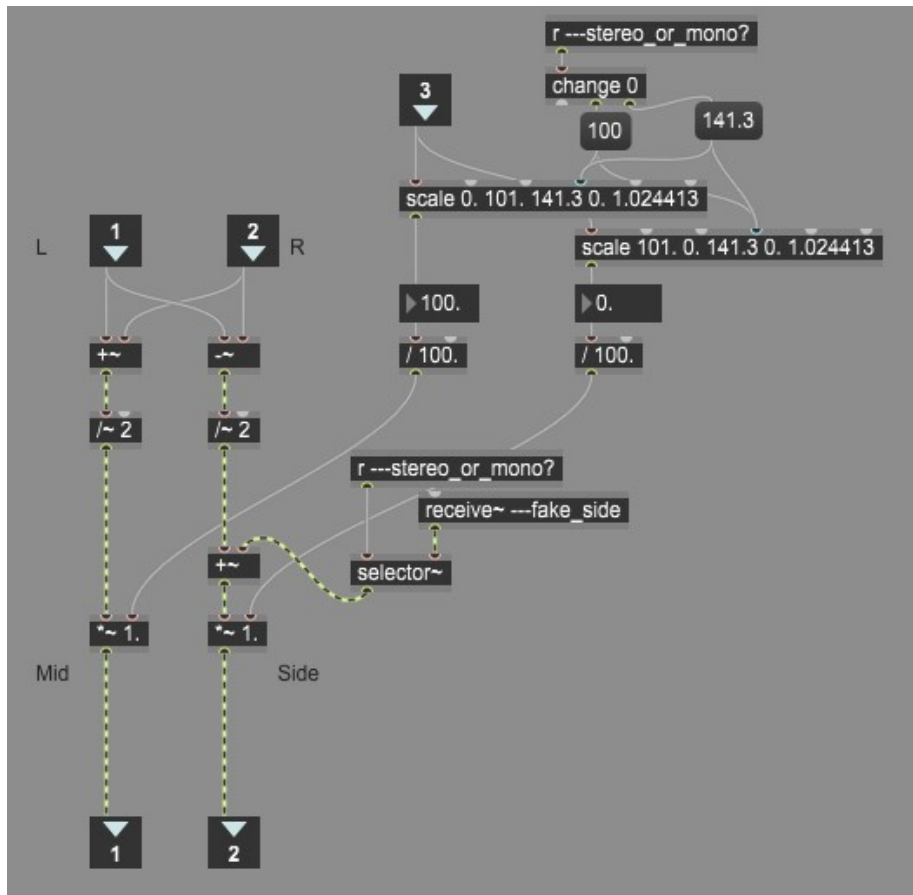 r ---stereo_or_mono?
change 0
3
100
141.3
scale 0. 101. 141.3 0. 1.024413
L
1
2
R
scale 101. 0. 141.3 0. 1.024413
100.
0.
+~
-~
/ 100.
/ 100.
/~ 2
/~ 2
r ---stereo_or_mono?
receive~ ---fake_side
+~
selector~
*~ 1.
*~ 1.
Mid
Side
1
2